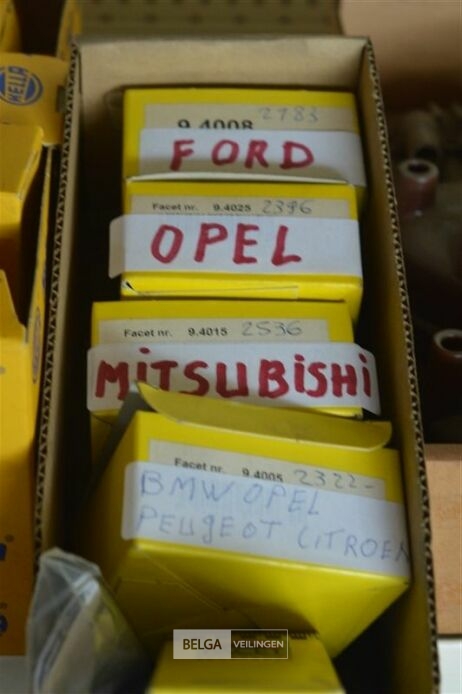 HELLA
9.4008 2783
FORD
Facet nr. 9.4025 2396
OPEL
Facet nr. 9.4015 2536
MiTSUBiSHi
Facet nr. 9.4005 2322-
BMW OPEL
PEUgEOT CITROEN
BELGA VEILINGEN